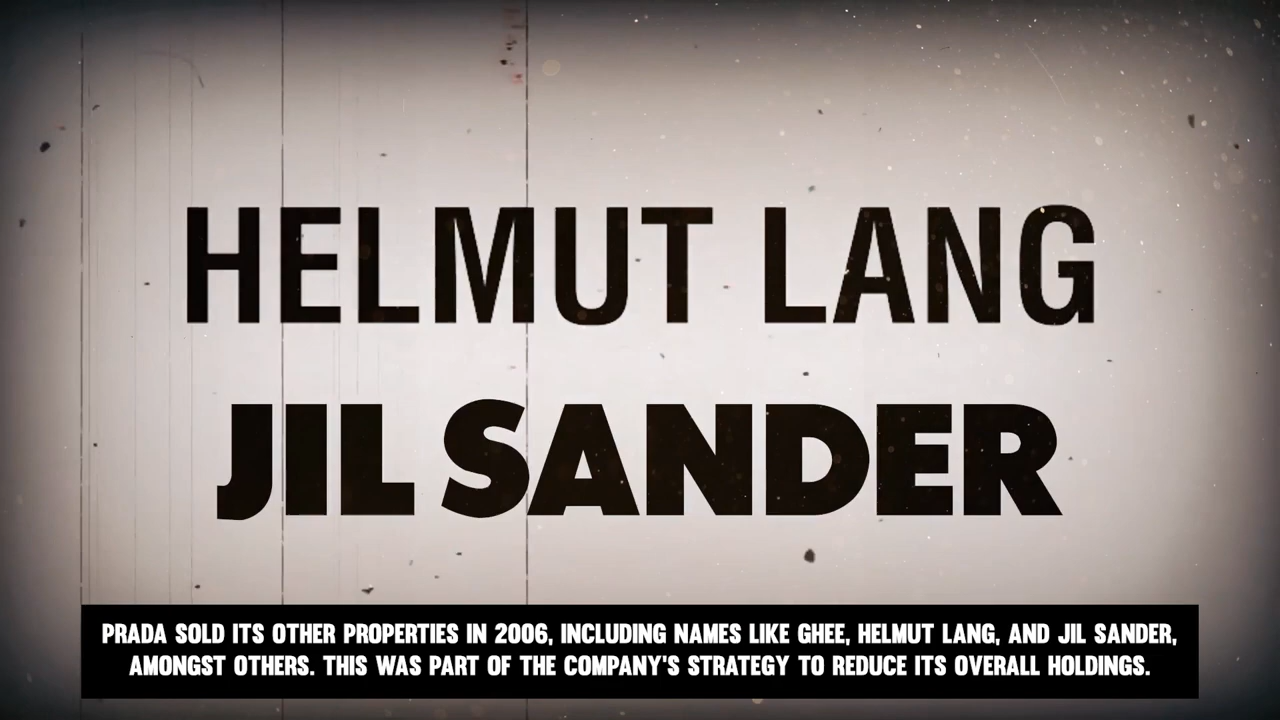 HELMUT LANG
JIL SANDER
PRADA SOLD ITS OTHER PROPERTIES IN 2006, INCLUDING NAMES LIKE GHEE, HELMUT LANG, AND JIL SANDER,
AMONGST OTHERS. THIS WAS PART OF THE COMPANY'S STRATEGY TO REDUCE ITS OVERALL HOLDINGS.